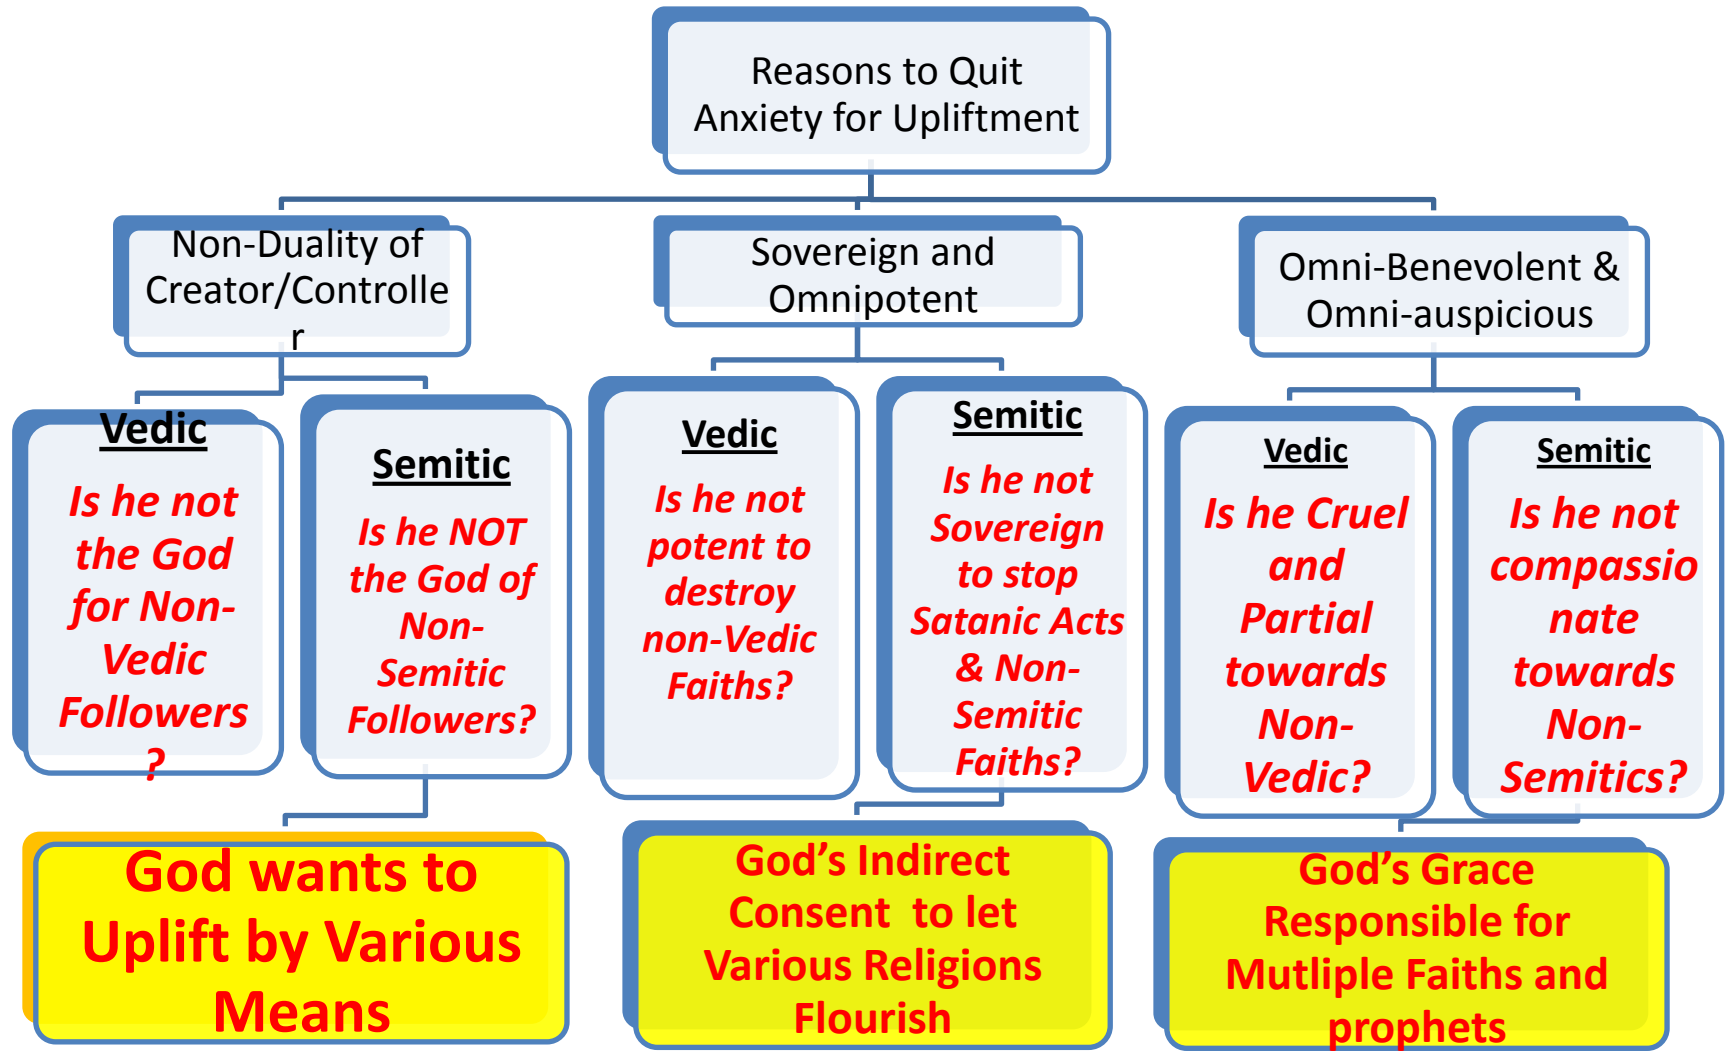 Reasons to Quit
Anxiety for Upliftment
Non-Duality of
Creator/Controlle
r
Sovereign and
Omnipotent
Omni-Benevolent &
Omni-auspicious
Vedic
Is he not
the God
for Non-
Vedic
Followers
?
Semitic
Is he NOT
the God of
Non-
Semitic
Followers?
Vedic
Is he not
potent to
destroy
non-Vedic
Faiths?
Semitic
Is he not
Sovereign
to stop
Satanic Acts
& Non-
Semitic
Faiths?
Vedic
Is he Cruel
and
Partial
towards
Non-
Vedic?
Semitic
Is he not
compassio
nate
towards
Non-
Semitics?
God wants to
Uplift by Various
Means
God's Indirect
Consent to let
Various Religions
Flourish
God's Grace
Responsible for
Mutliple Faiths and
prophets